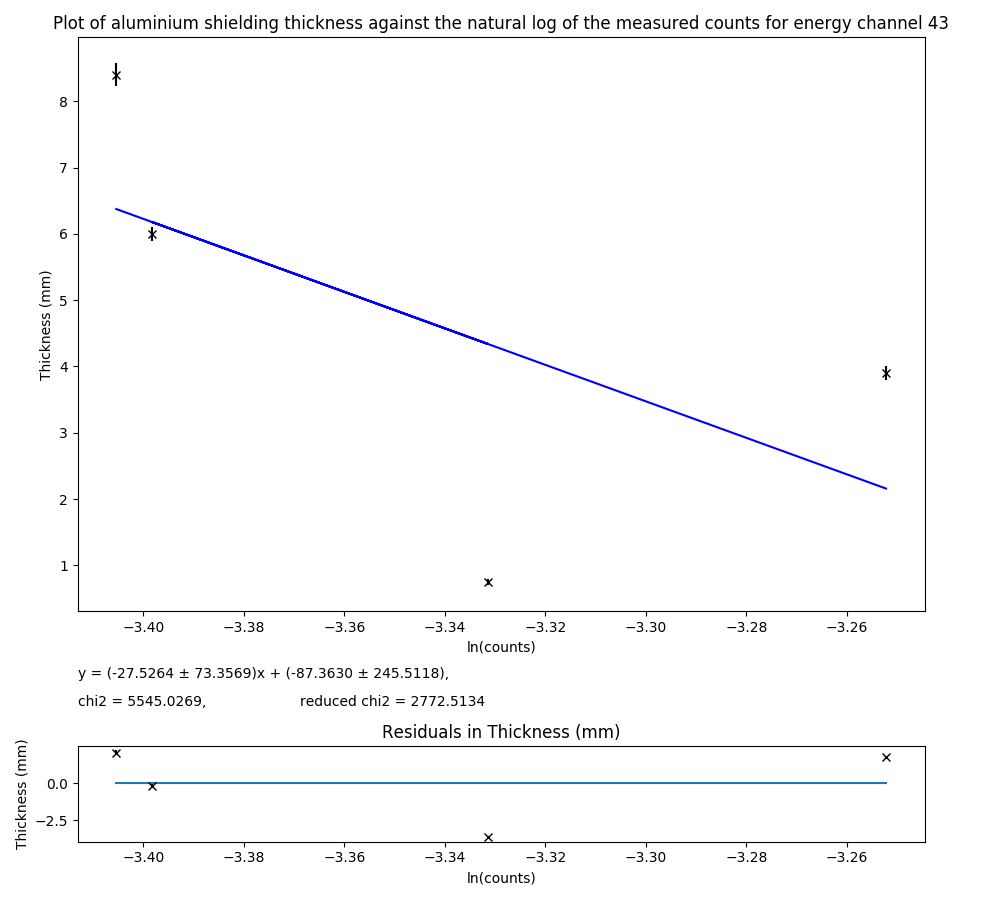 Plot of aluminium shielding thickness against the natural log of the measured counts for energy channel 43
8
7
6
5
4
3
2
1
Thickness (mm)
−3.40 −3.38 −3.36 −3.34 −3.32 −3.30 −3.28 −3.26
ln(counts)
y = (-27.5264 ± 73.3569)x + (-87.3630 ± 245.5118),
chi2 = 5545.0269, reduced chi2 = 2772.5134
Residuals in Thickness (mm)
0.0
−2.5
Thickness (mm)
−3.40 −3.38 −3.36 −3.34 −3.32 −3.30 −3.28 −3.26
ln(counts)